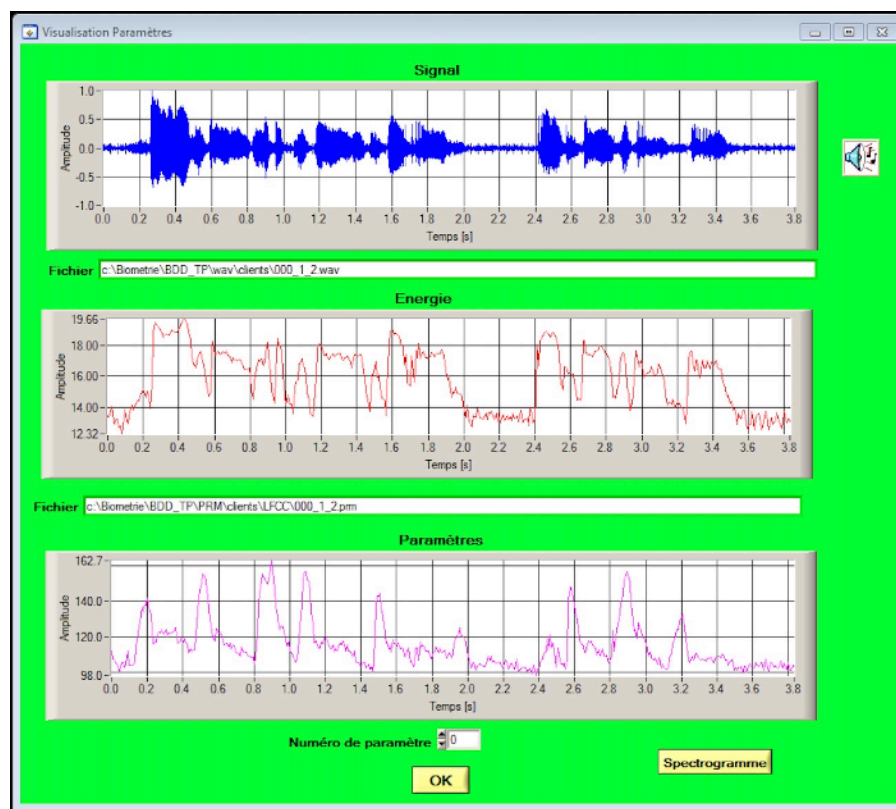 Visualisation Paramètres
Signal
Amplitude
1.0
0.5
0.0
-0.5
-1.0
0.0 0.2 0.4 0.6 0.8 1.0 1.2 1.4 1.6 1.8 2.0 2.2 2.4 2.6 2.8 3.0 3.2 3.4 3.6 3.8
Temps [s]
Fichier c:\Biometrie\BDD_TP\wav\clients\000_1_2.wav
Energie
Amplitude
19.66
18.00
16.00
14.00
12.32
0.0 0.2 0.4 0.6 0.8 1.0 1.2 1.4 1.6 1.8 2.0 2.2 2.4 2.6 2.8 3.0 3.2 3.4 3.6 3.8
Temps [s]
Fichier c:\Biometrie\BDD_TP\PRM\clients\LFCC\000_1_2.prm
Paramètres
Amplitude
162.7
140.0
120.0
98.0
0.0 0.2 0.4 0.6 0.8 1.0 1.2 1.4 1.6 1.8 2.0 2.2 2.4 2.6 2.8 3.0 3.2 3.4 3.6 3.8
Temps [s]
Numéro de paramètre 0
Spectrogramme
OK